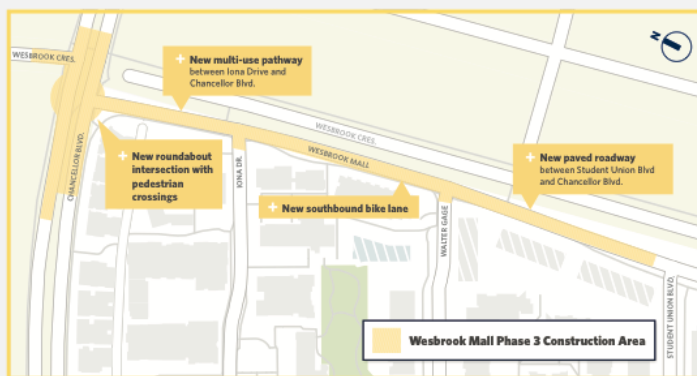 WESBROOK CRES.
N
+ New multi-use pathway
between Iona Drive and
Chancellor Blvd.
WESBROOK CRES.
CHANCELLOR BLVD.
+ New roundabout
intersection with
pedestrian
crossings
IONA DR.
WESBROOK MALL
+ New paved roadway
between Student Union Blvd
and Chancellor Blvd.
+ New southbound bike lane
WALTER GAGE
STUDENT UNION BLVD.
Wesbrook Mall Phase 3 Construction Area